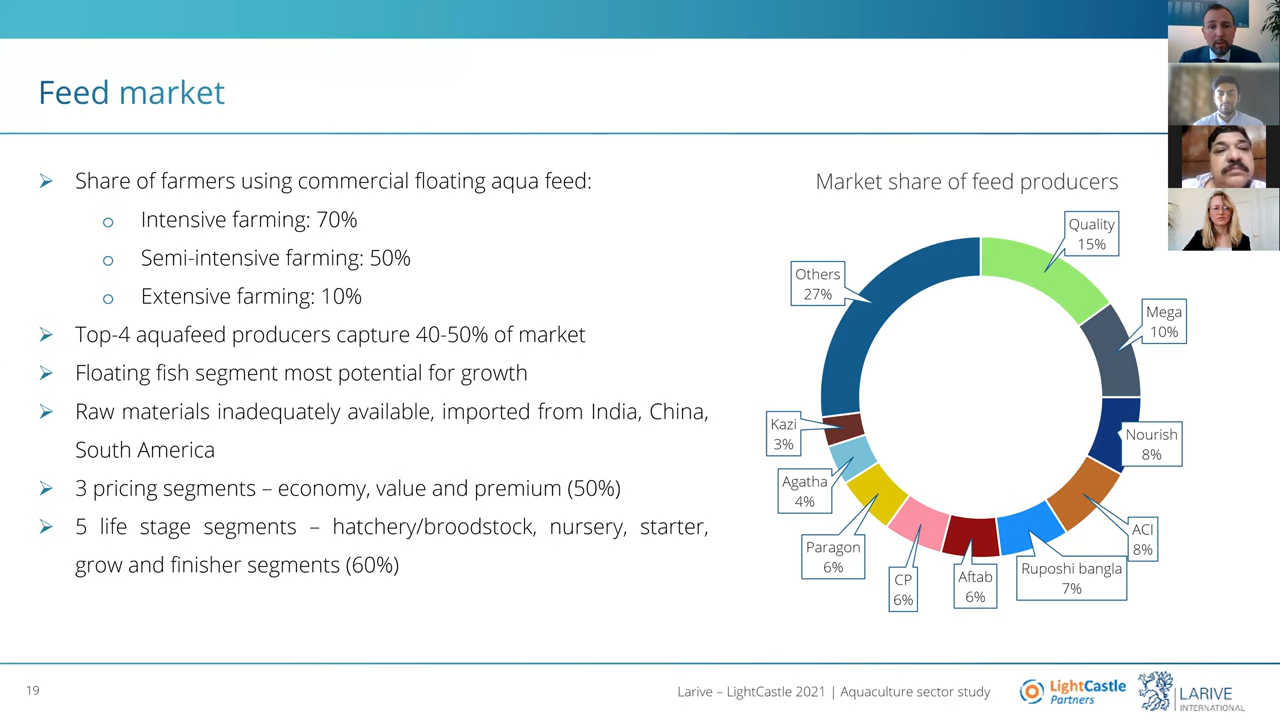 Feed market
Share of farmers using commercial floating aqua feed:
Intensive farming: 70%
Semi-intensive farming: 50%
Extensive farming: 10%
Top-4 aquafeed producers capture 40-50% of market
Floating fish segment most potential for growth
Raw materials inadequately available, imported from India, China,
South America
3 pricing segments – economy, value and premium (50%)
5 life stage segments – hatchery/broodstock, nursery, starter,
grow and finisher segments (60%)
Market share of feed producers
Quality
15%
Mega
10%
Nourish
8%
ACI
8%
Ruposhi bangla
7%
Aftab
6%
CP
6%
Paragon
6%
Agatha
4%
Kazi
3%
Others
27%
19
Larive – LightCastle 2021 | Aquaculture sector study
LightCastle
Partners
LARIVE
INTERNATIONAL